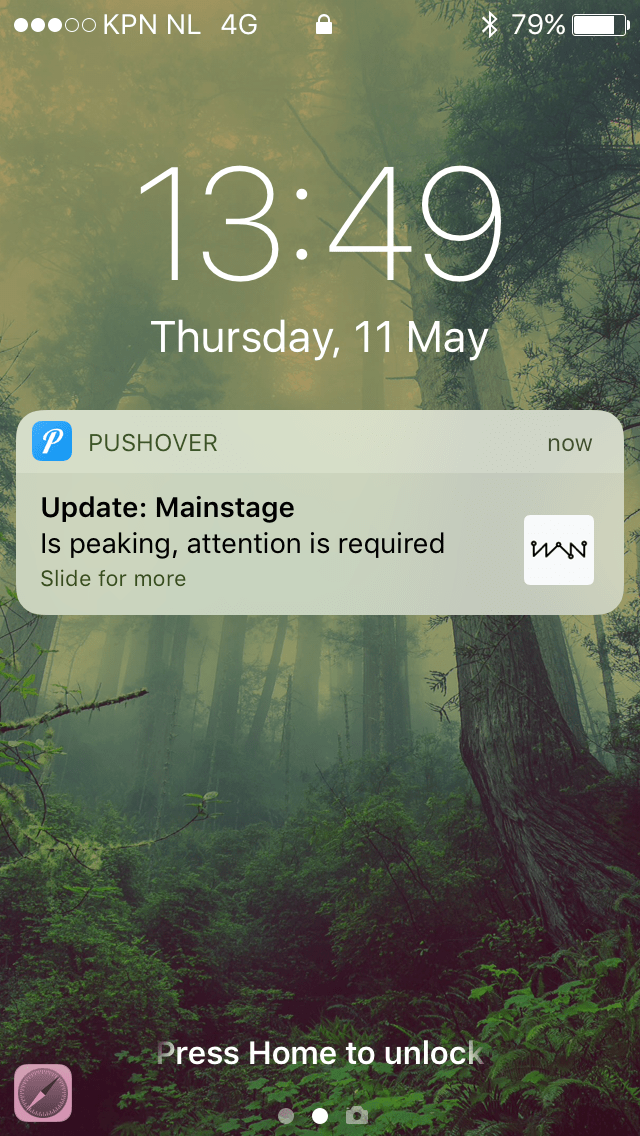 KPN NL 4G 79%
13:49
Thursday, 11 May
PUSHOVER now
Update: Mainstage
Is peaking, attention is required
Slide for more
Press Home to unlock